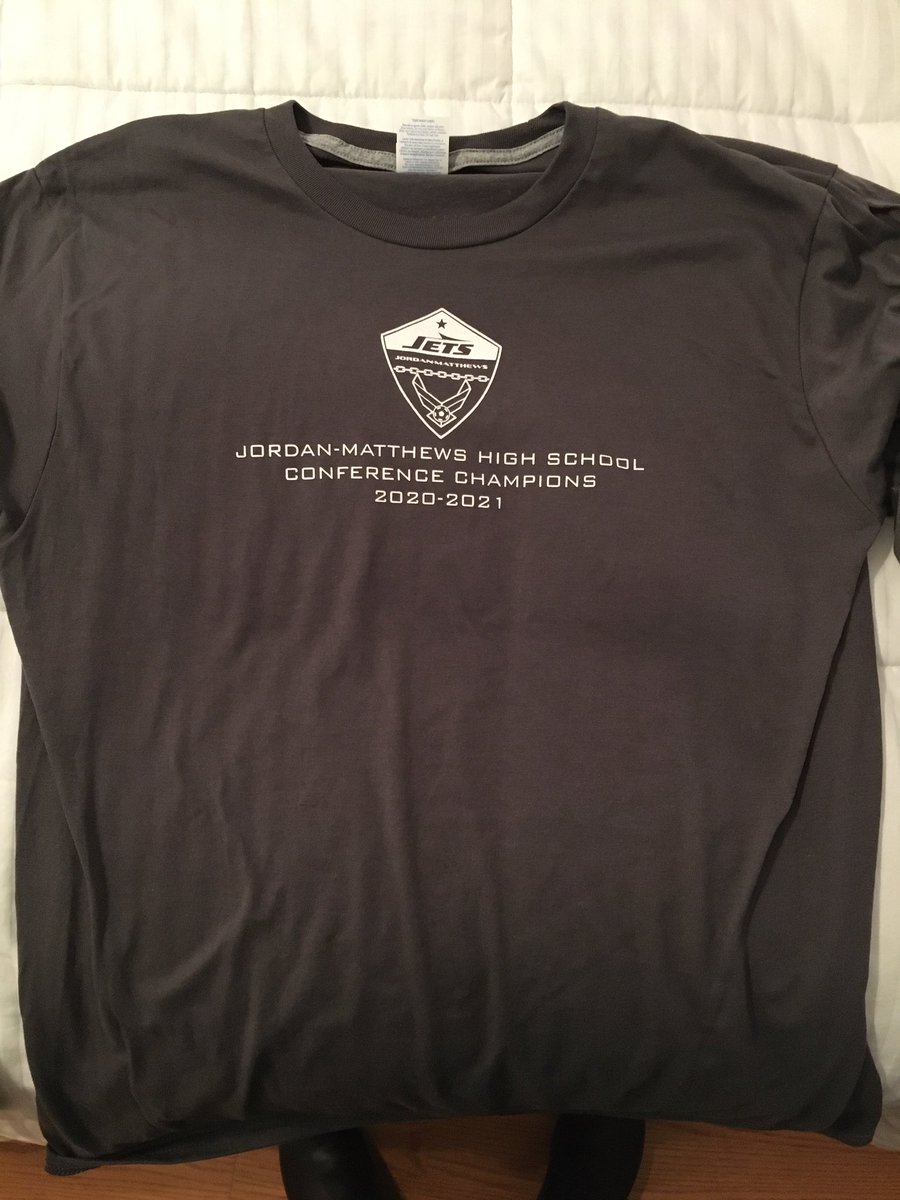 JETS
JORDAN-MATTHEWS
JORDAN-MATTHEWS HIGH SCHOOL
CONFERENCE CHAMPIONS
2020-2021